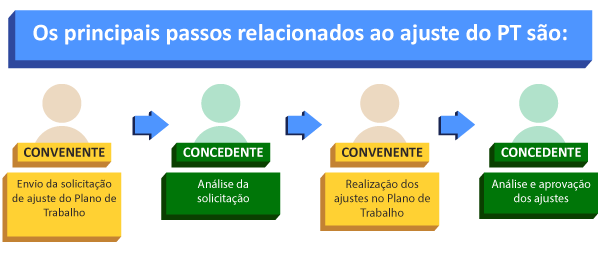 Os principais passos relacionados ao ajuste do PT são:
CONVENENTE
Envio da solicitação
de ajuste do Plano de
Trabalho
CONCEDENTE
Análise da
solicitação
CONVENENTE
Realização dos
ajustes no Plano de
Trabalho
CONCEDENTE
Análise e aprovação
dos ajustes